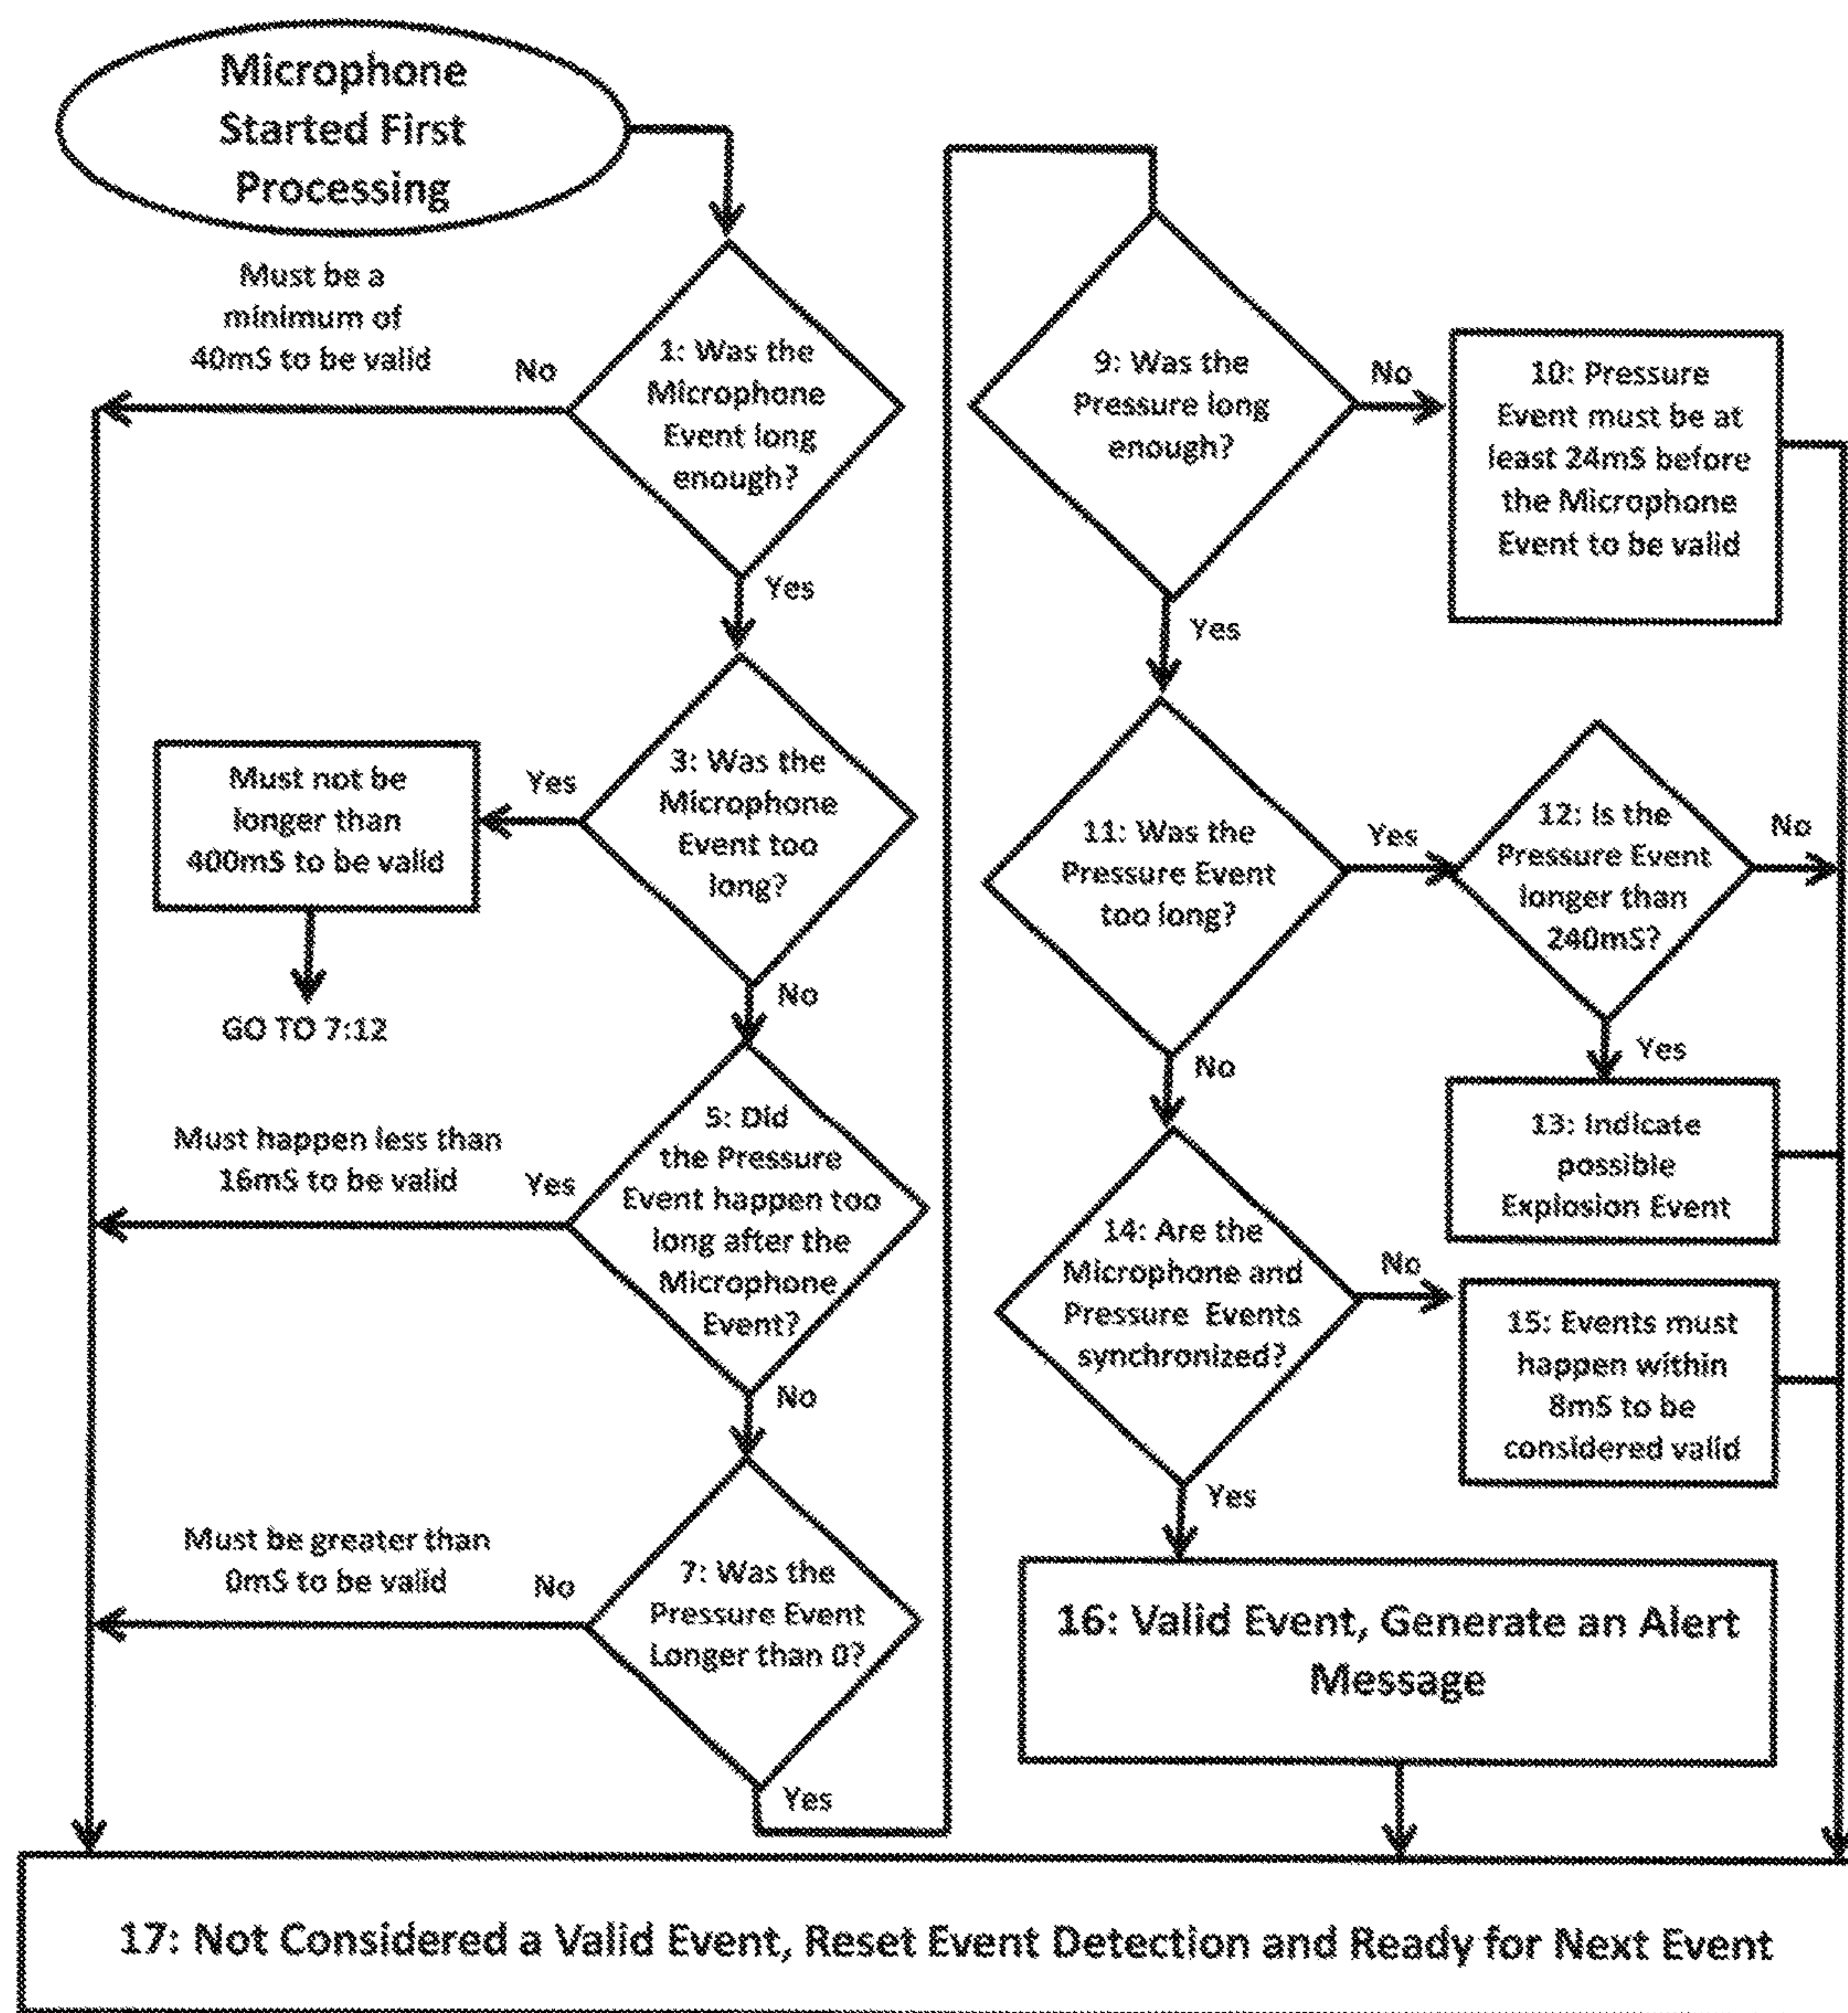 Microphone
Started First
Processing
Must be a
minimum of
40mS to be valid
No
1: Was the
Microphone
Event long
enough?
Yes
Must not be
longer than
400mS to be valid
Yes
3: Was the
Microphone
Event too
long?
GO TO 7:12
No
Must happen less than
16mS to be valid
Yes
5: Did
the Pressure
Event happen too
long after the
Microphone
Event?
No
Must be greater than
0mS to be valid
No
7: Was the
Pressure Event
Longer than 0?
Yes
9: Was the
Pressure long
enough?
No
10: Pressure
Event must be at
least 24mS before
the Microphone
Event to be valid
Yes
11: Was the
Pressure Event
too long?
Yes
12: Is the
Pressure Event
longer than
240mS?
No
Yes
13: Indicate
possible
Explosion Event
No
14: Are the
Microphone and
Pressure Events
synchronized?
No
15: Events must
happen within
8mS to be
considered valid
Yes
16: Valid Event, Generate an Alert
Message
17: Not Considered a Valid Event, Reset Event Detection and Ready for Next Event